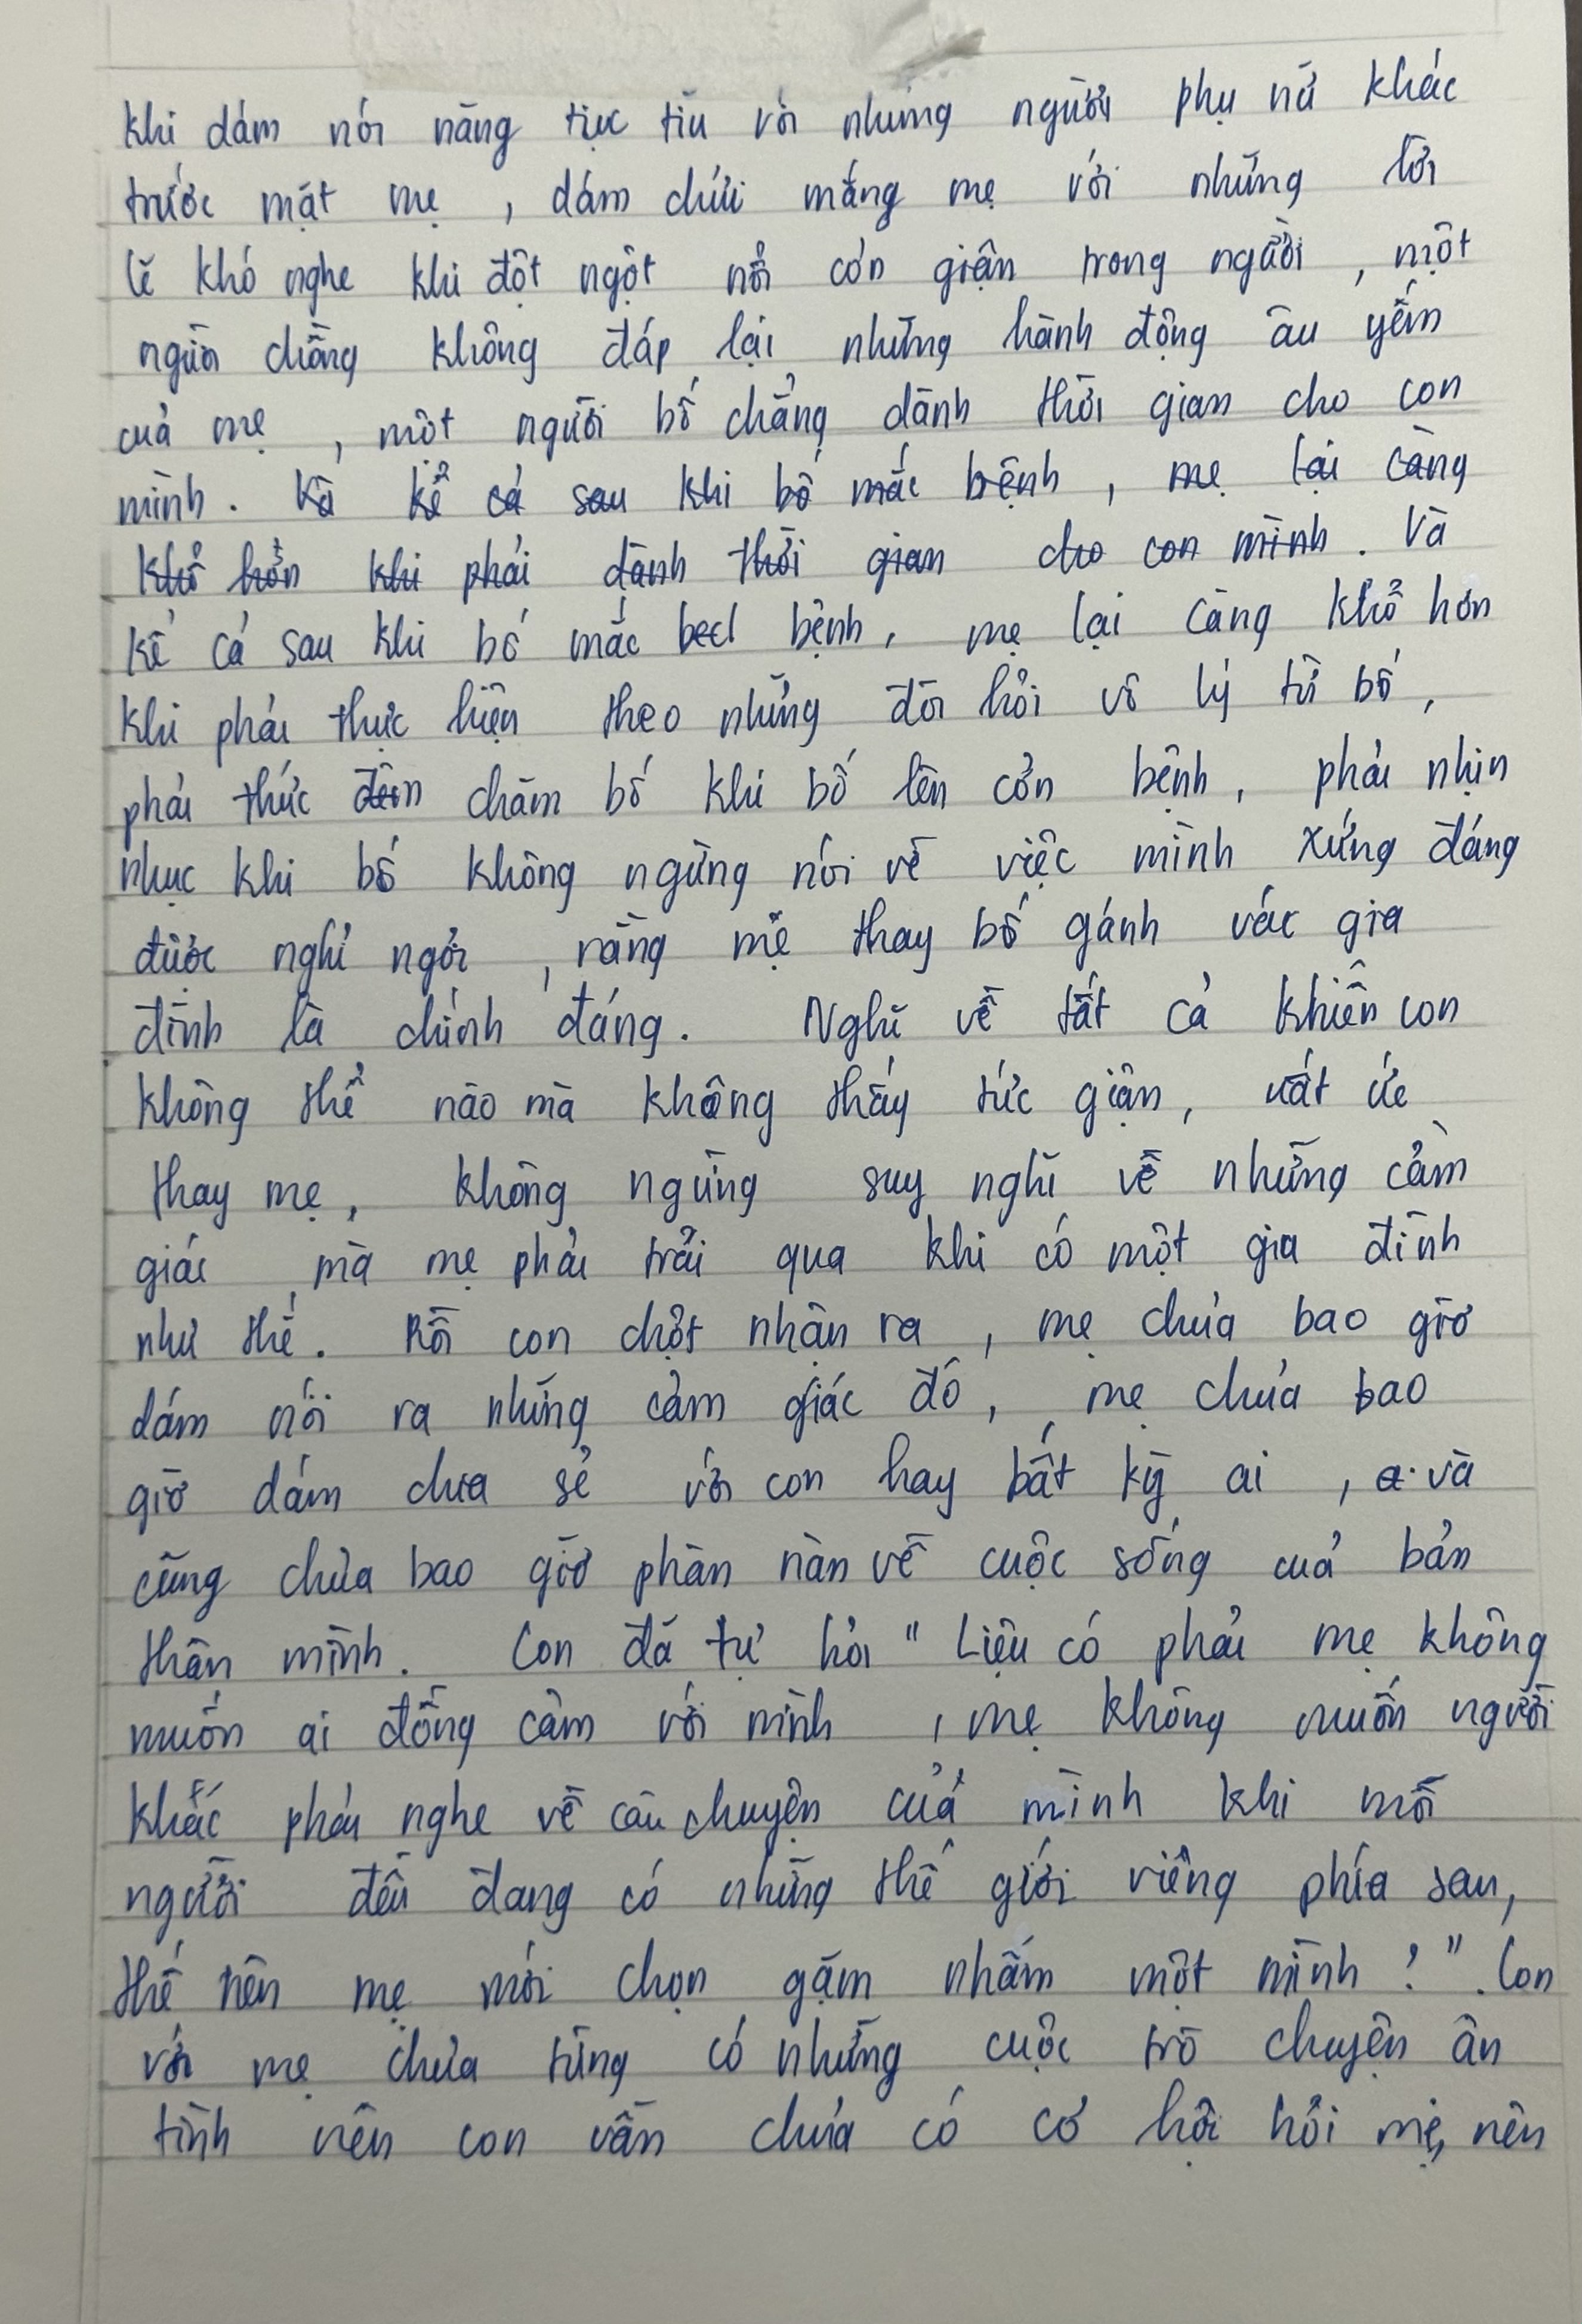 khi dám nói năng tục tĩu với những người phụ nữ khác
trước mặt mẹ , dám chửi mắng mẹ với những lời
lẽ khó nghe khi đột ngột nổi cơn giận trong người , một
người chồng không đáp lại những hành động âu yếm
của mẹ , một người bố chẳng dành thời gian cho con
mình . Và kể cả sau khi bố mắc bệnh , mẹ lại càng
khổ hơn khi phải dành thời gian cho con mình . Và
kể cả sau khi bố mắc bệnh , mẹ lại càng khổ hơn
khi phải thực hiện theo những đòi hỏi vô lý từ bố ,
phải thức đêm chăm bố khi bố lên cơn bệnh , phải nhịn
nhục khi bố không ngừng nói về việc mình xứng đáng
được nghỉ ngơi , rằng mẹ thay bố gánh vác gia
đình là chính đáng . Nghĩ về tất cả khiến con
không thể nào mà không thấy tức giận , uất ức
thay mẹ , không ngừng suy nghĩ về những cảm
giác mà mẹ phải trải qua khi có một gia đình
như thế . Rồi con chợt nhận ra , mẹ chưa bao giờ
dám nói ra những cảm giác đó , mẹ chưa bao
giờ dám chia sẻ với con hay bất kỳ ai , và
cũng chưa bao giờ phàn nàn về cuộc sống của bản
thân mình . Con đã tự hỏi " Liệu có phải mẹ không
muốn ai đồng cảm với mình , mẹ không muốn người
khác phải nghe về câu chuyện của mình khi mỗi
người đều đang có những thế giới riêng phía sau ,
thế nên mẹ mới chọn gặm nhấm một mình ? " . Con
với mẹ chưa từng có những cuộc trò chuyện ân
tình nên con vẫn chưa có cơ hội hỏi mẹ, nên